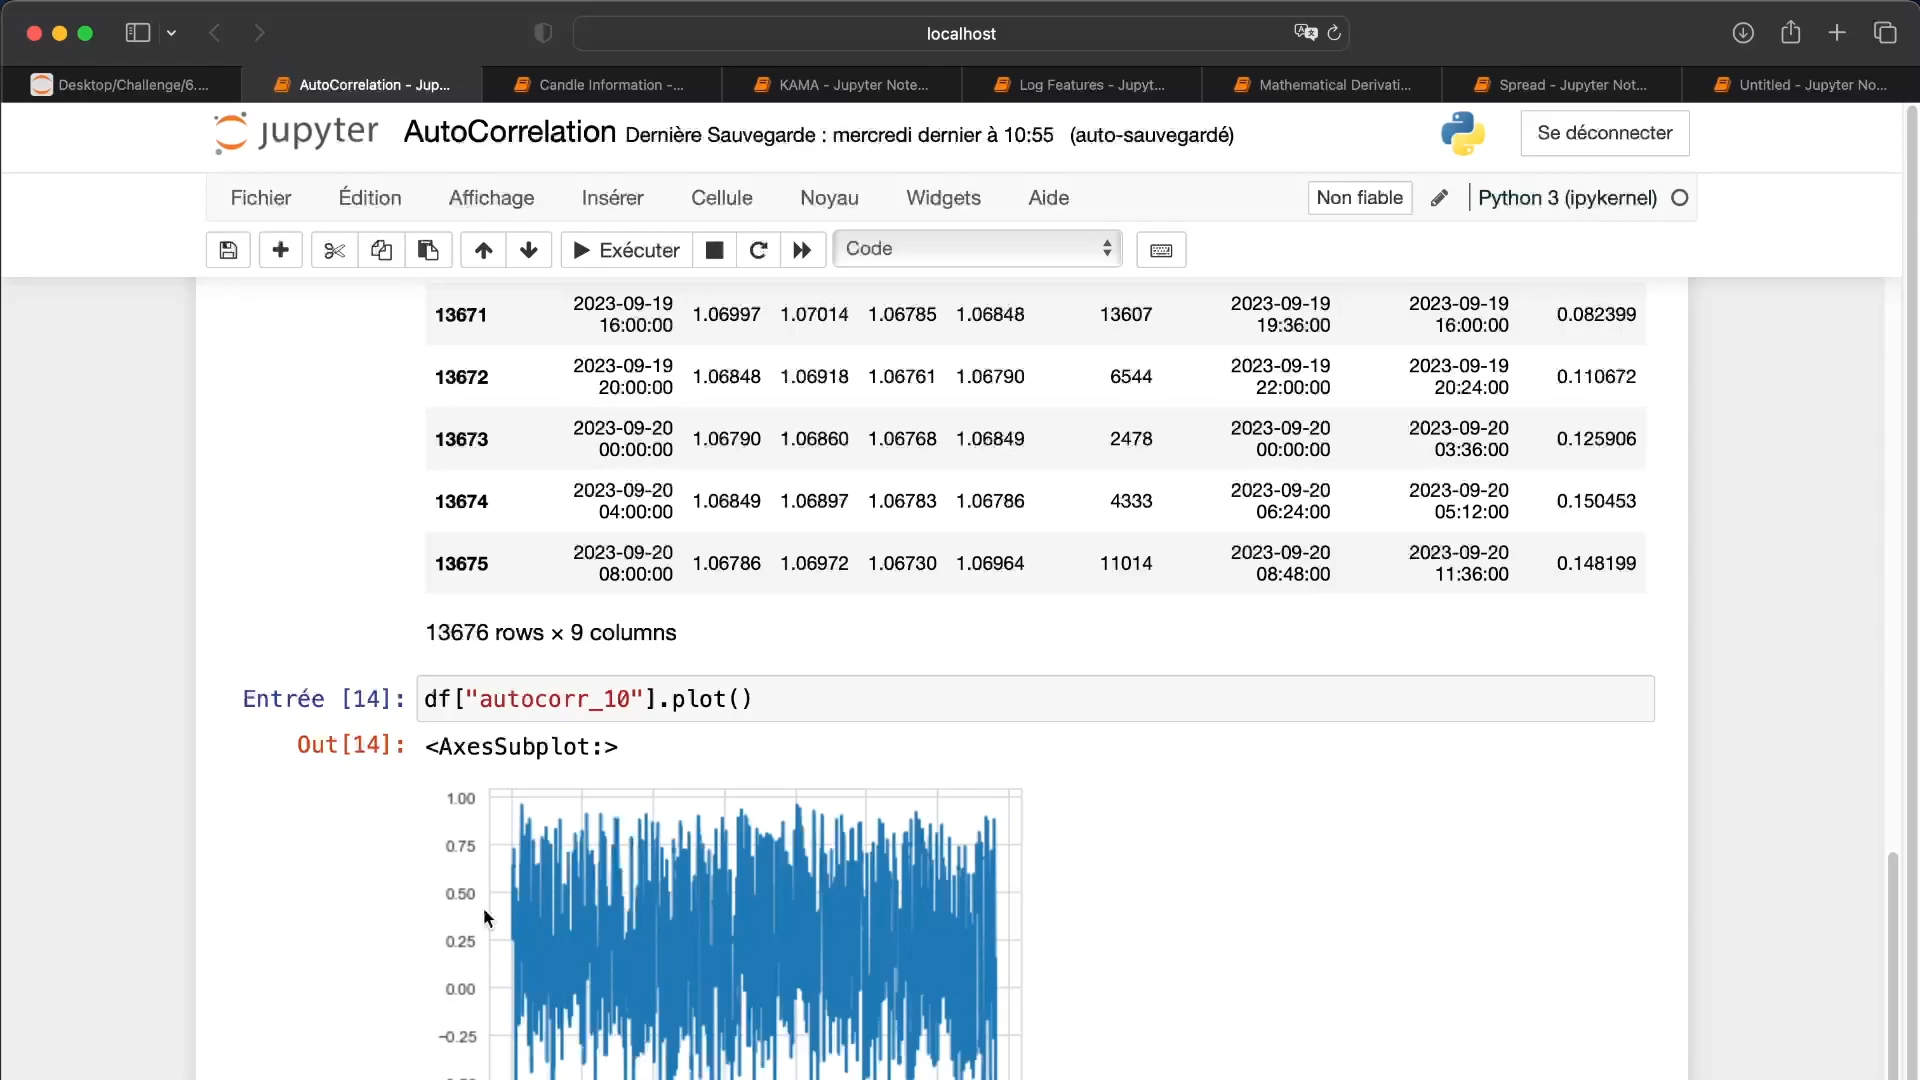 localhost
Desktop/Challenge/6....
AutoCorrelation - Jup...
Candle Information -...
KAMA - Jupyter Note...
Log Features - Jupyt...
Mathematical Derivati...
Spread - Jupyter Not...
Untitled - Jupyter No...
jupyter AutoCorrelation Dernière Sauvegarde : mercredi dernier à 10:55 (auto-sauvegardé)
Se déconnecter
Fichier Édition Affichage Insérer Cellule Noyau Widgets Aide
Non fiable
Python 3 (ipykernel)
Exécuter
Code
13671 2023-09-19 16:00:00 1.06997 1.07014 1.06785 1.06848 13607 2023-09-19 19:36:00 2023-09-19 16:00:00 0.082399
13672 2023-09-19 20:00:00 1.06848 1.06918 1.06761 1.06790 6544 2023-09-19 22:00:00 2023-09-19 20:24:00 0.110672
13673 2023-09-20 00:00:00 1.06790 1.06860 1.06768 1.06849 2478 2023-09-20 00:00:00 2023-09-20 03:36:00 0.125906
13674 2023-09-20 04:00:00 1.06849 1.06897 1.06783 1.06786 4333 2023-09-20 06:24:00 2023-09-20 05:12:00 0.150453
13675 2023-09-20 08:00:00 1.06786 1.06972 1.06730 1.06964 11014 2023-09-20 08:48:00 2023-09-20 11:36:00 0.148199
13676 rows × 9 columns
Entrée [14]: df["autocorr_10"].plot()
Out[14]: <AxesSubplot:>
1.00
0.75
0.50
0.25
0.00
−0.25